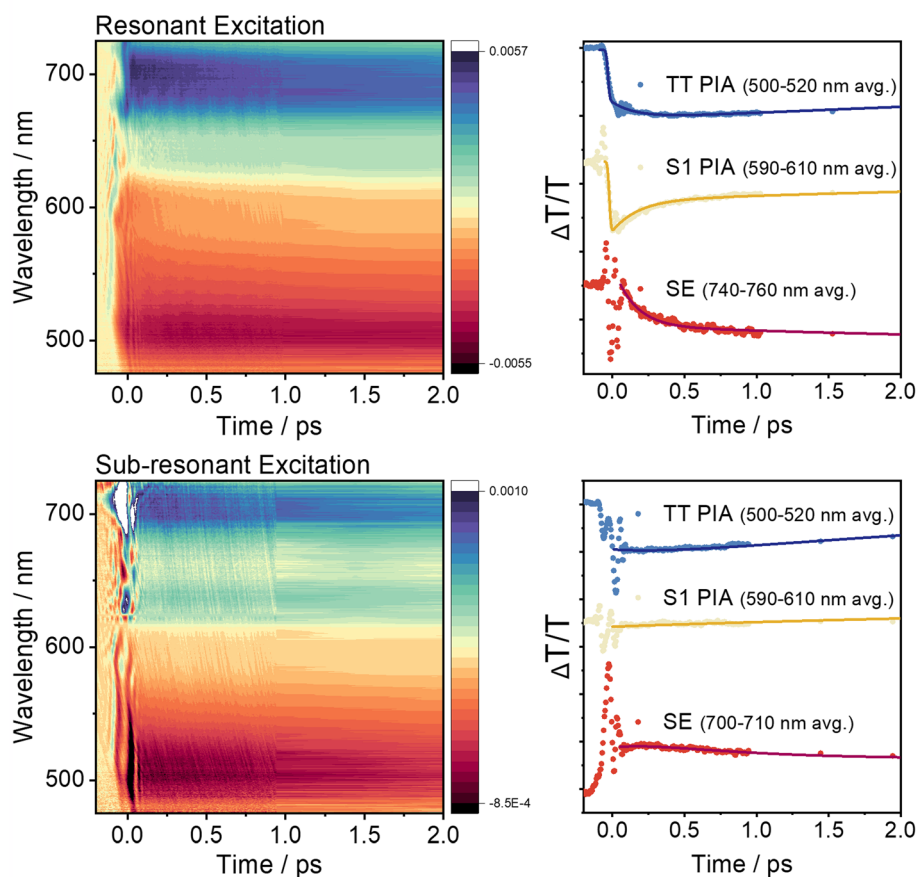 Resonant Excitation
Wavelength / nm
700
600
500
0.0057
-0.0055
0.0
0.5
1.0
1.5
2.0
Time / ps
ΔT/T
TT PIA (500-520 nm avg.)
S1 PIA (590-610 nm avg.)
SE (740-760 nm avg.)
0.0
0.5
1.0
1.5
2.0
Time / ps
Sub-resonant Excitation
Wavelength / nm
700
600
500
0.0010
-8.5E-4
0.0
0.5
1.0
1.5
2.0
Time / ps
ΔT/T
TT PIA (500-520 nm avg.)
S1 PIA (590-610 nm avg.)
SE (700-710 nm avg.)
0.0
0.5
1.0
1.5
2.0
Time / ps